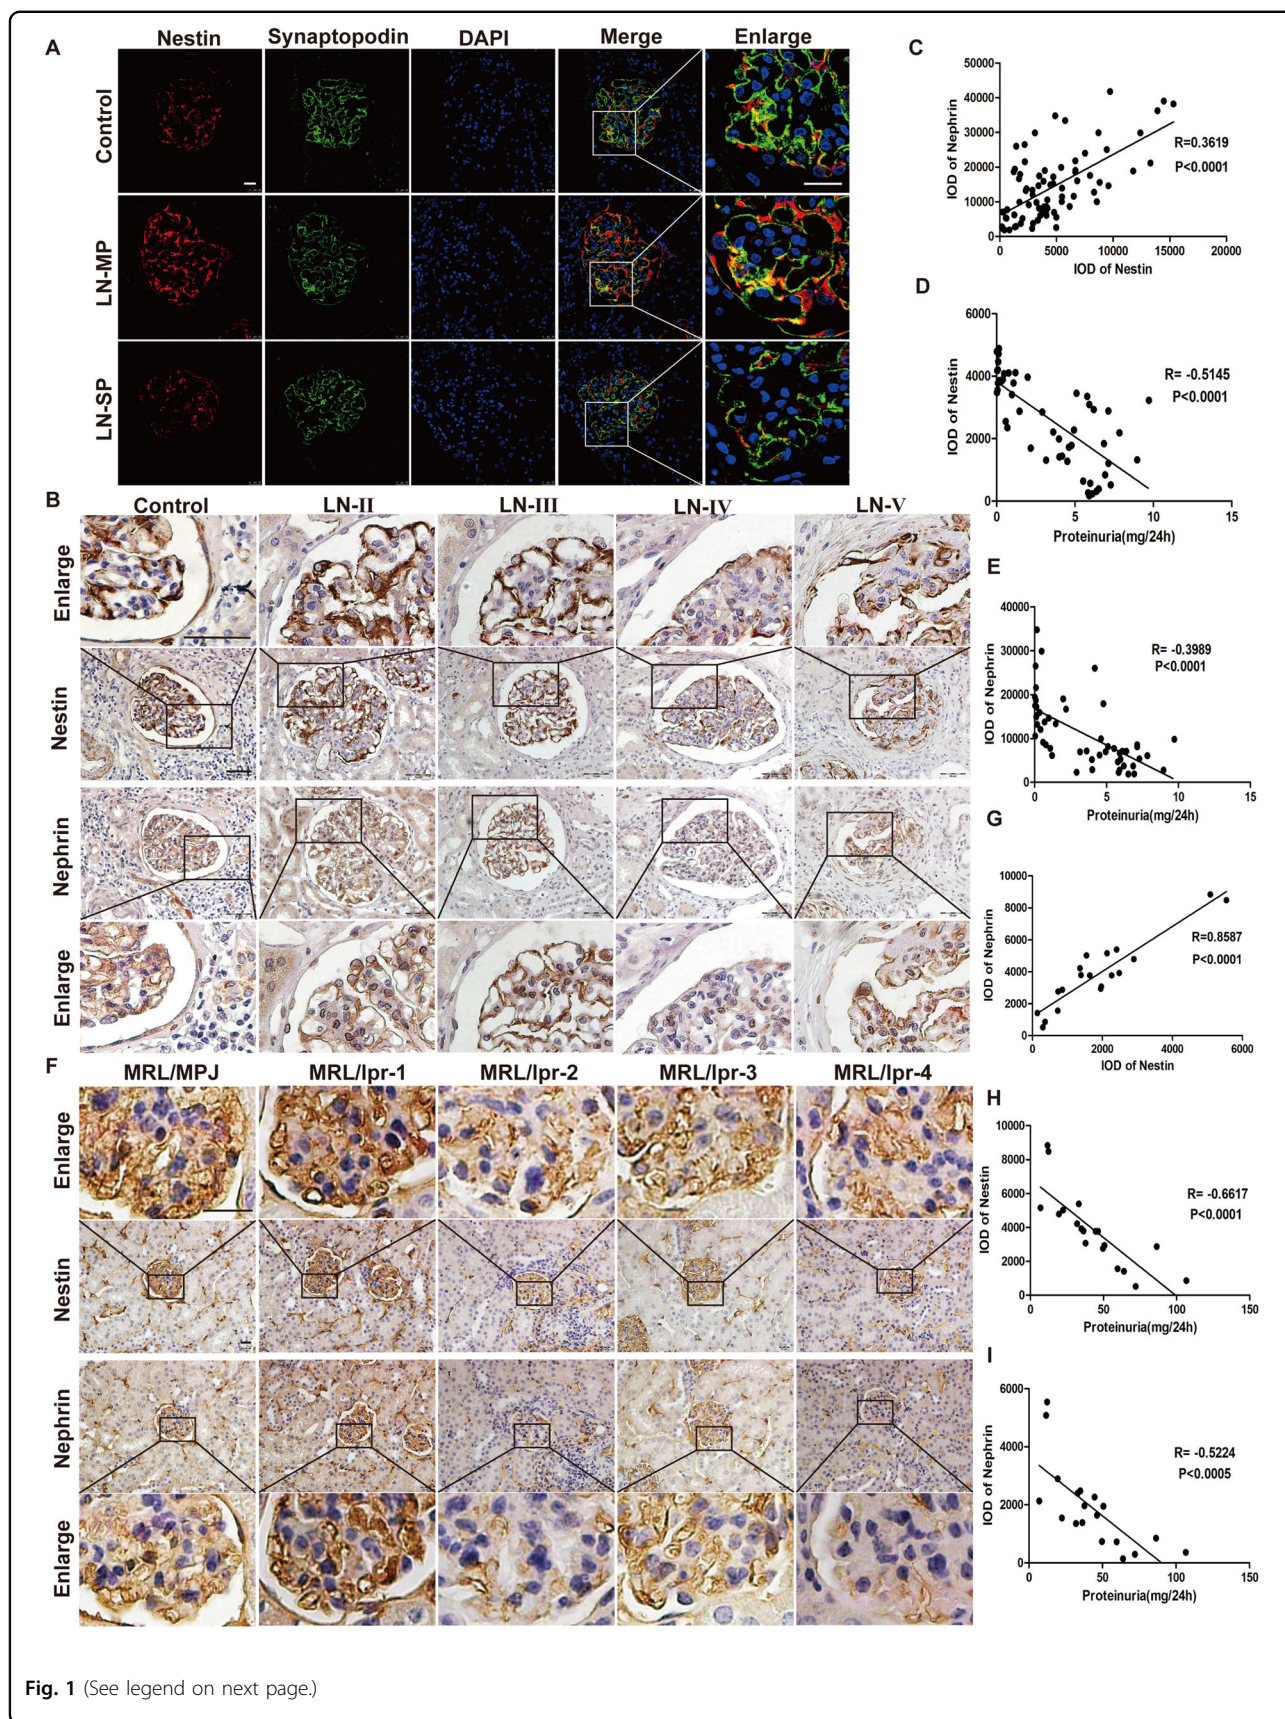 A
Nestin Synaptopodin DAPI Merge Enlarge
Control
LN-MP
LN-SP
B
Control LN-II LN-III LN-IV LN-V
Enlarge
Nestin
Nephrin
Enlarge
F
MRL/MPJ MRL/lpr-1 MRL/lpr-2 MRL/lpr-3 MRL/lpr-4
Enlarge
Nestin
Nephrin
Enlarge
C
IOD of Nephrin
50000
40000
30000
20000
10000
0
0 5000 10000 15000 20000
IOD of Nestin
R=0.3619
P<0.0001
D
IOD of Nestin
6000
4000
2000
0
0 5 10 15
Proteinuria(mg/24h)
R= -0.5145
P<0.0001
E
IOD of Nephrin
40000
30000
20000
10000
0
0 5 10 15
Proteinuria(mg/24h)
R= -0.3989
P<0.0001
G
IOD of Nephrin
10000
8000
6000
4000
2000
0
0 2000 4000 6000
IOD of Nestin
R=0.8587
P<0.0001
H
IOD of Nestin
10000
8000
6000
4000
2000
0
0 50 100 150
Proteinuria(mg/24h)
R= -0.6617
P<0.0001
I
IOD of Nephrin
6000
4000
2000
0
0 50 100 150
Proteinuria(mg/24h)
R= -0.5224
P<0.0005
Fig. 1 (See legend on next page.)